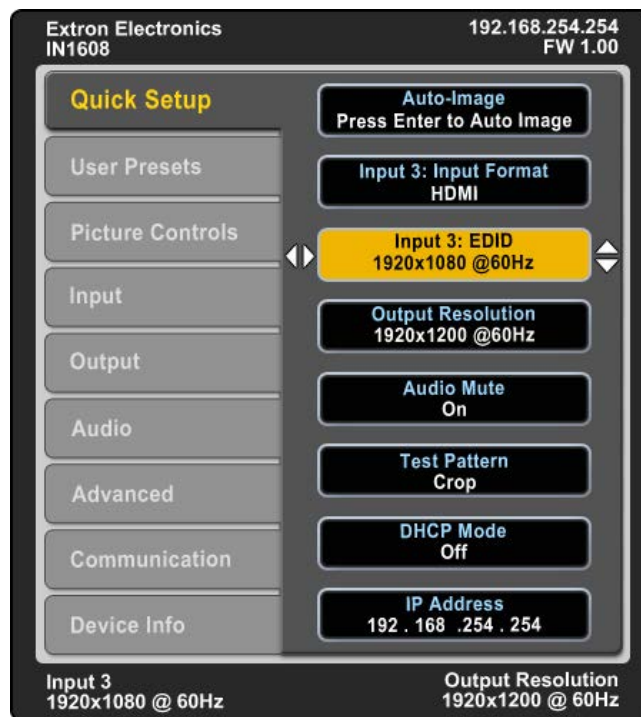 Extron Electronics
IN1608
192.168.254.254
FW 1.00
Quick Setup
User Presets
Picture Controls
Input
Output
Audio
Advanced
Communication
Device Info
Auto-Image
Press Enter to Auto Image
Input 3: Input Format
HDMI
Input 3: EDID
1920x1080 @60Hz
Output Resolution
1920x1200 @60Hz
Audio Mute
On
Test Pattern
Crop
DHCP Mode
Off
IP Address
192 . 168 .254 . 254
Input 3
1920x1080 @ 60Hz
Output Resolution
1920x1200 @ 60Hz